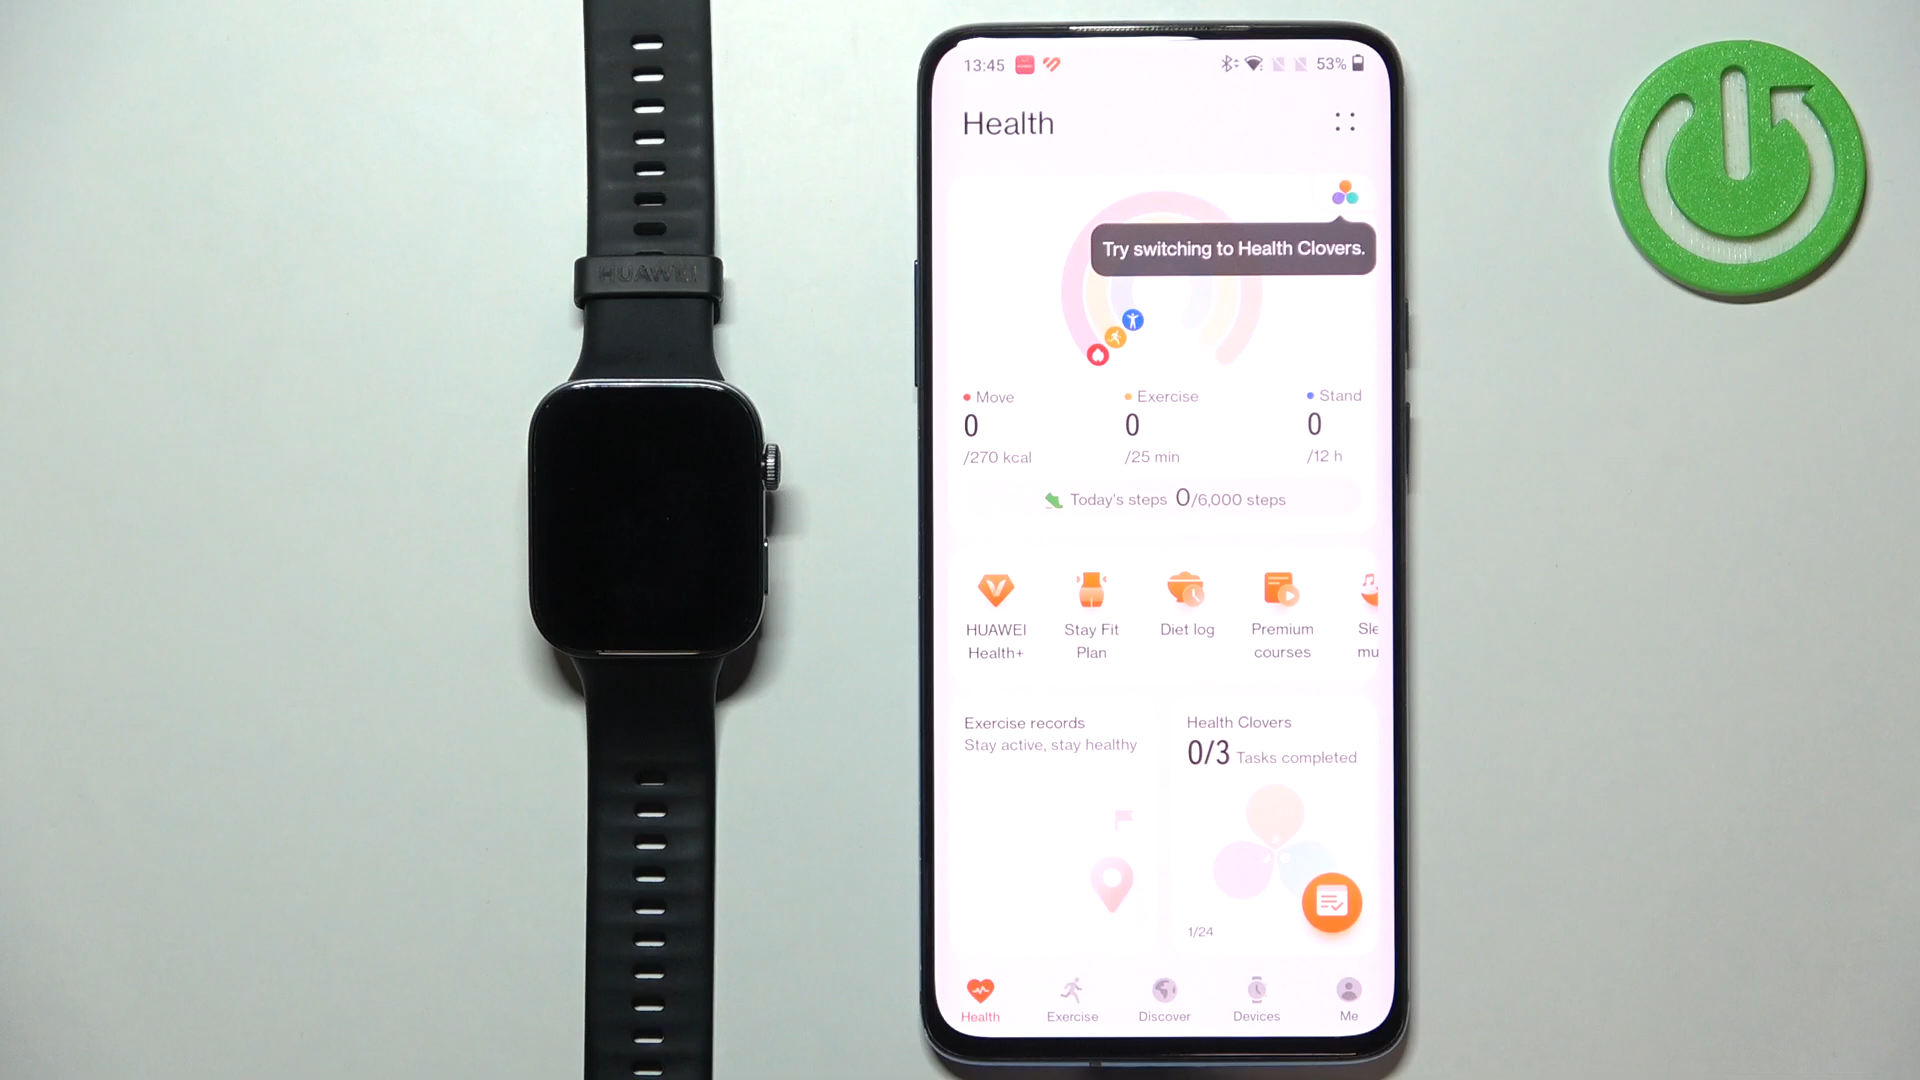 HUAWEI
13:45
53%
Health
Try switching to Health Clovers.
Move
Exercise
Stand
0
0
0
/270 kcal
/25 min
/12 h
Today's steps 0/6,000 steps
HUAWEI
Health+
Stay Fit
Plan
Diet log
Premium
courses
Sle
mu
Exercise records
Stay active, stay healthy
Health Clovers
0/3 Tasks completed
1/24
Health
Exercise
Discover
Devices
Me